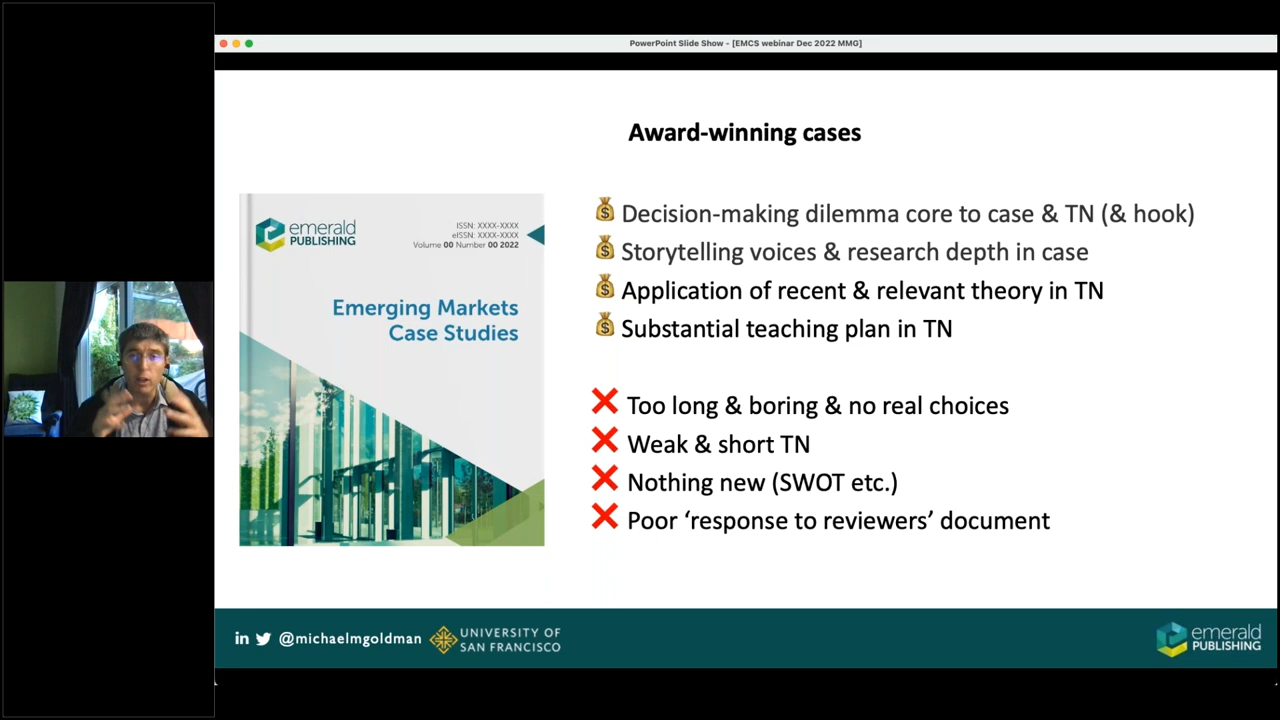 PowerPoint Slide Show - [EMCS webinar Dec 2022 MMG]
Award-winning cases
emerald
PUBLISHING
ISSN: XXXX-XXXX
eISSN: XXXX-XXXX
Volume 00 Number 00 2022
Emerging Markets
Case Studies
Decision-making dilemma core to case & TN (& hook)
Storytelling voices & research depth in case
Application of recent & relevant theory in TN
Substantial teaching plan in TN
Too long & boring & no real choices
Weak & short TN
Nothing new (SWOT etc.)
Poor ‘response to reviewers’ document
in @michaelmgoldman
UNIVERSITY OF
SAN FRANCISCO
emerald
PUBLISHING